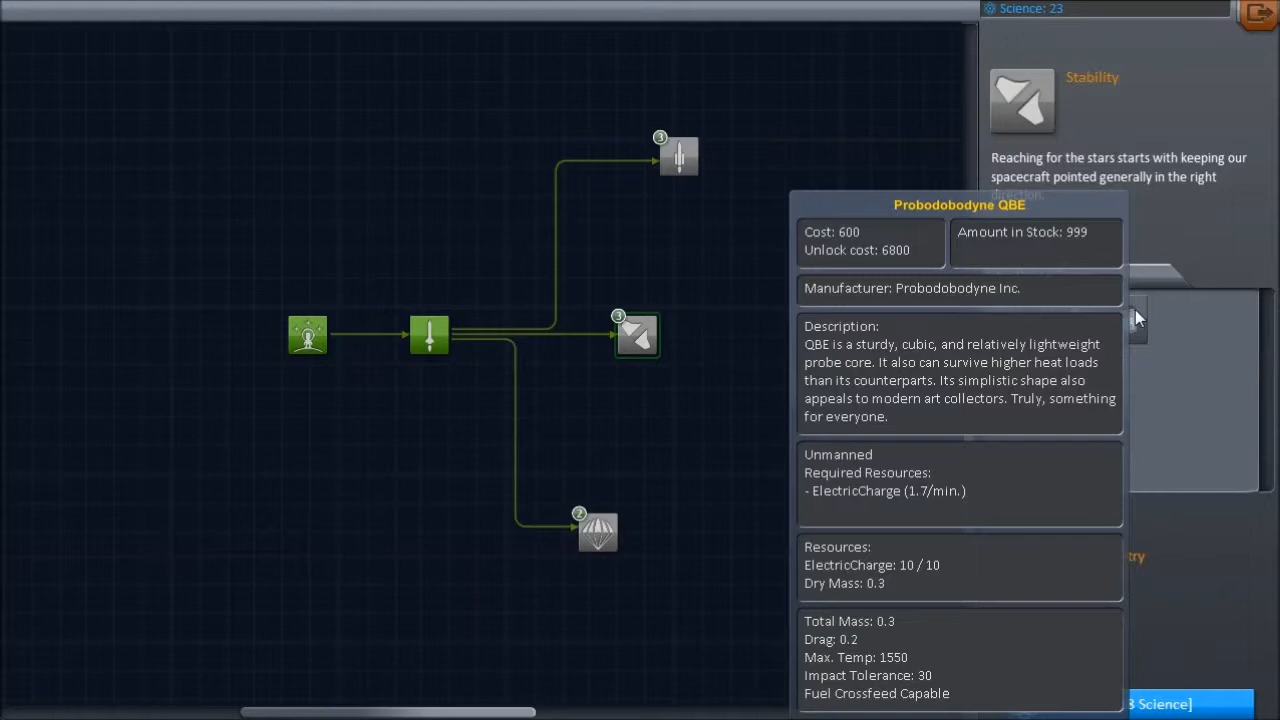 Science: 23
Stability
Reaching for the stars starts with keeping our
spacecraft pointed generally in the right
direction.
Probodobodyne QBE
Cost: 600
Unlock cost: 6800
Amount in Stock: 999
Manufacturer: Probodobodyne Inc.
Description:
QBE is a sturdy, cubic, and relatively lightweight
probe core. It also can survive higher heat loads
than its counterparts. Its simplistic shape also
appeals to modern art collectors. Truly, something
for everyone.
Unmanned
Required Resources:
- ElectricCharge (1.7/min.)
Resources:
ElectricCharge: 10 / 10
Dry Mass: 0.3
Total Mass: 0.3
Drag: 0.2
Max. Temp: 1550
Impact Tolerance: 30
Fuel Crossfeed Capable
3
3
2
try
Science]